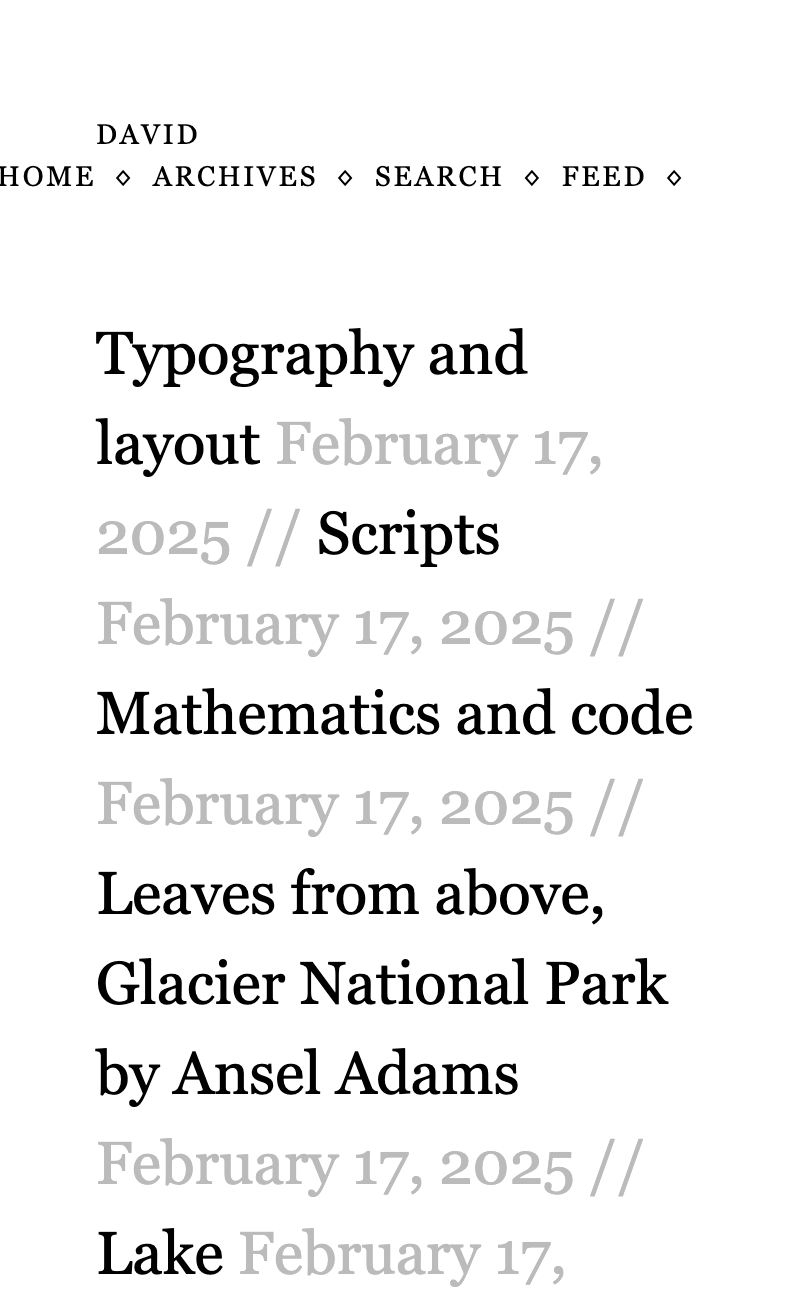 DAVID
HOME ⋄ ARCHIVES ⋄ SEARCH ⋄ FEED ⋄
Typography and
layout February 17,
2025 // Scripts
February 17, 2025 //
Mathematics and code
February 17, 2025 //
Leaves from above,
Glacier National Park
by Ansel Adams
February 17, 2025 //
Lake February 17,